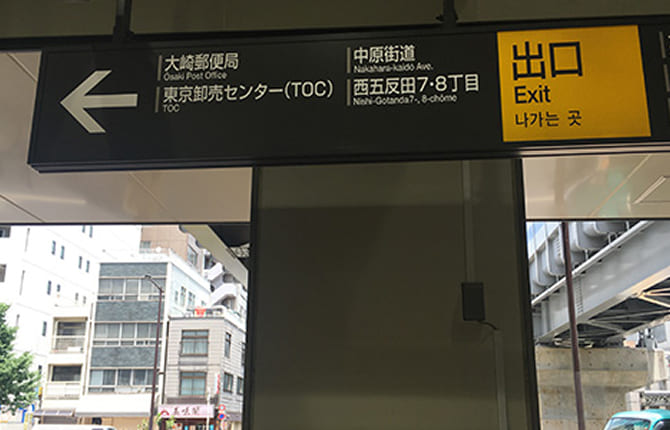 大崎郵便局
Osaki Post Office
東京卸売センター(TOC)
TOC
中原街道
Nakahara-kaidō Ave.
西五反田7・8丁目
Nishi-Gotanda7-, 8-chōme
出口
Exit
나가는 곳